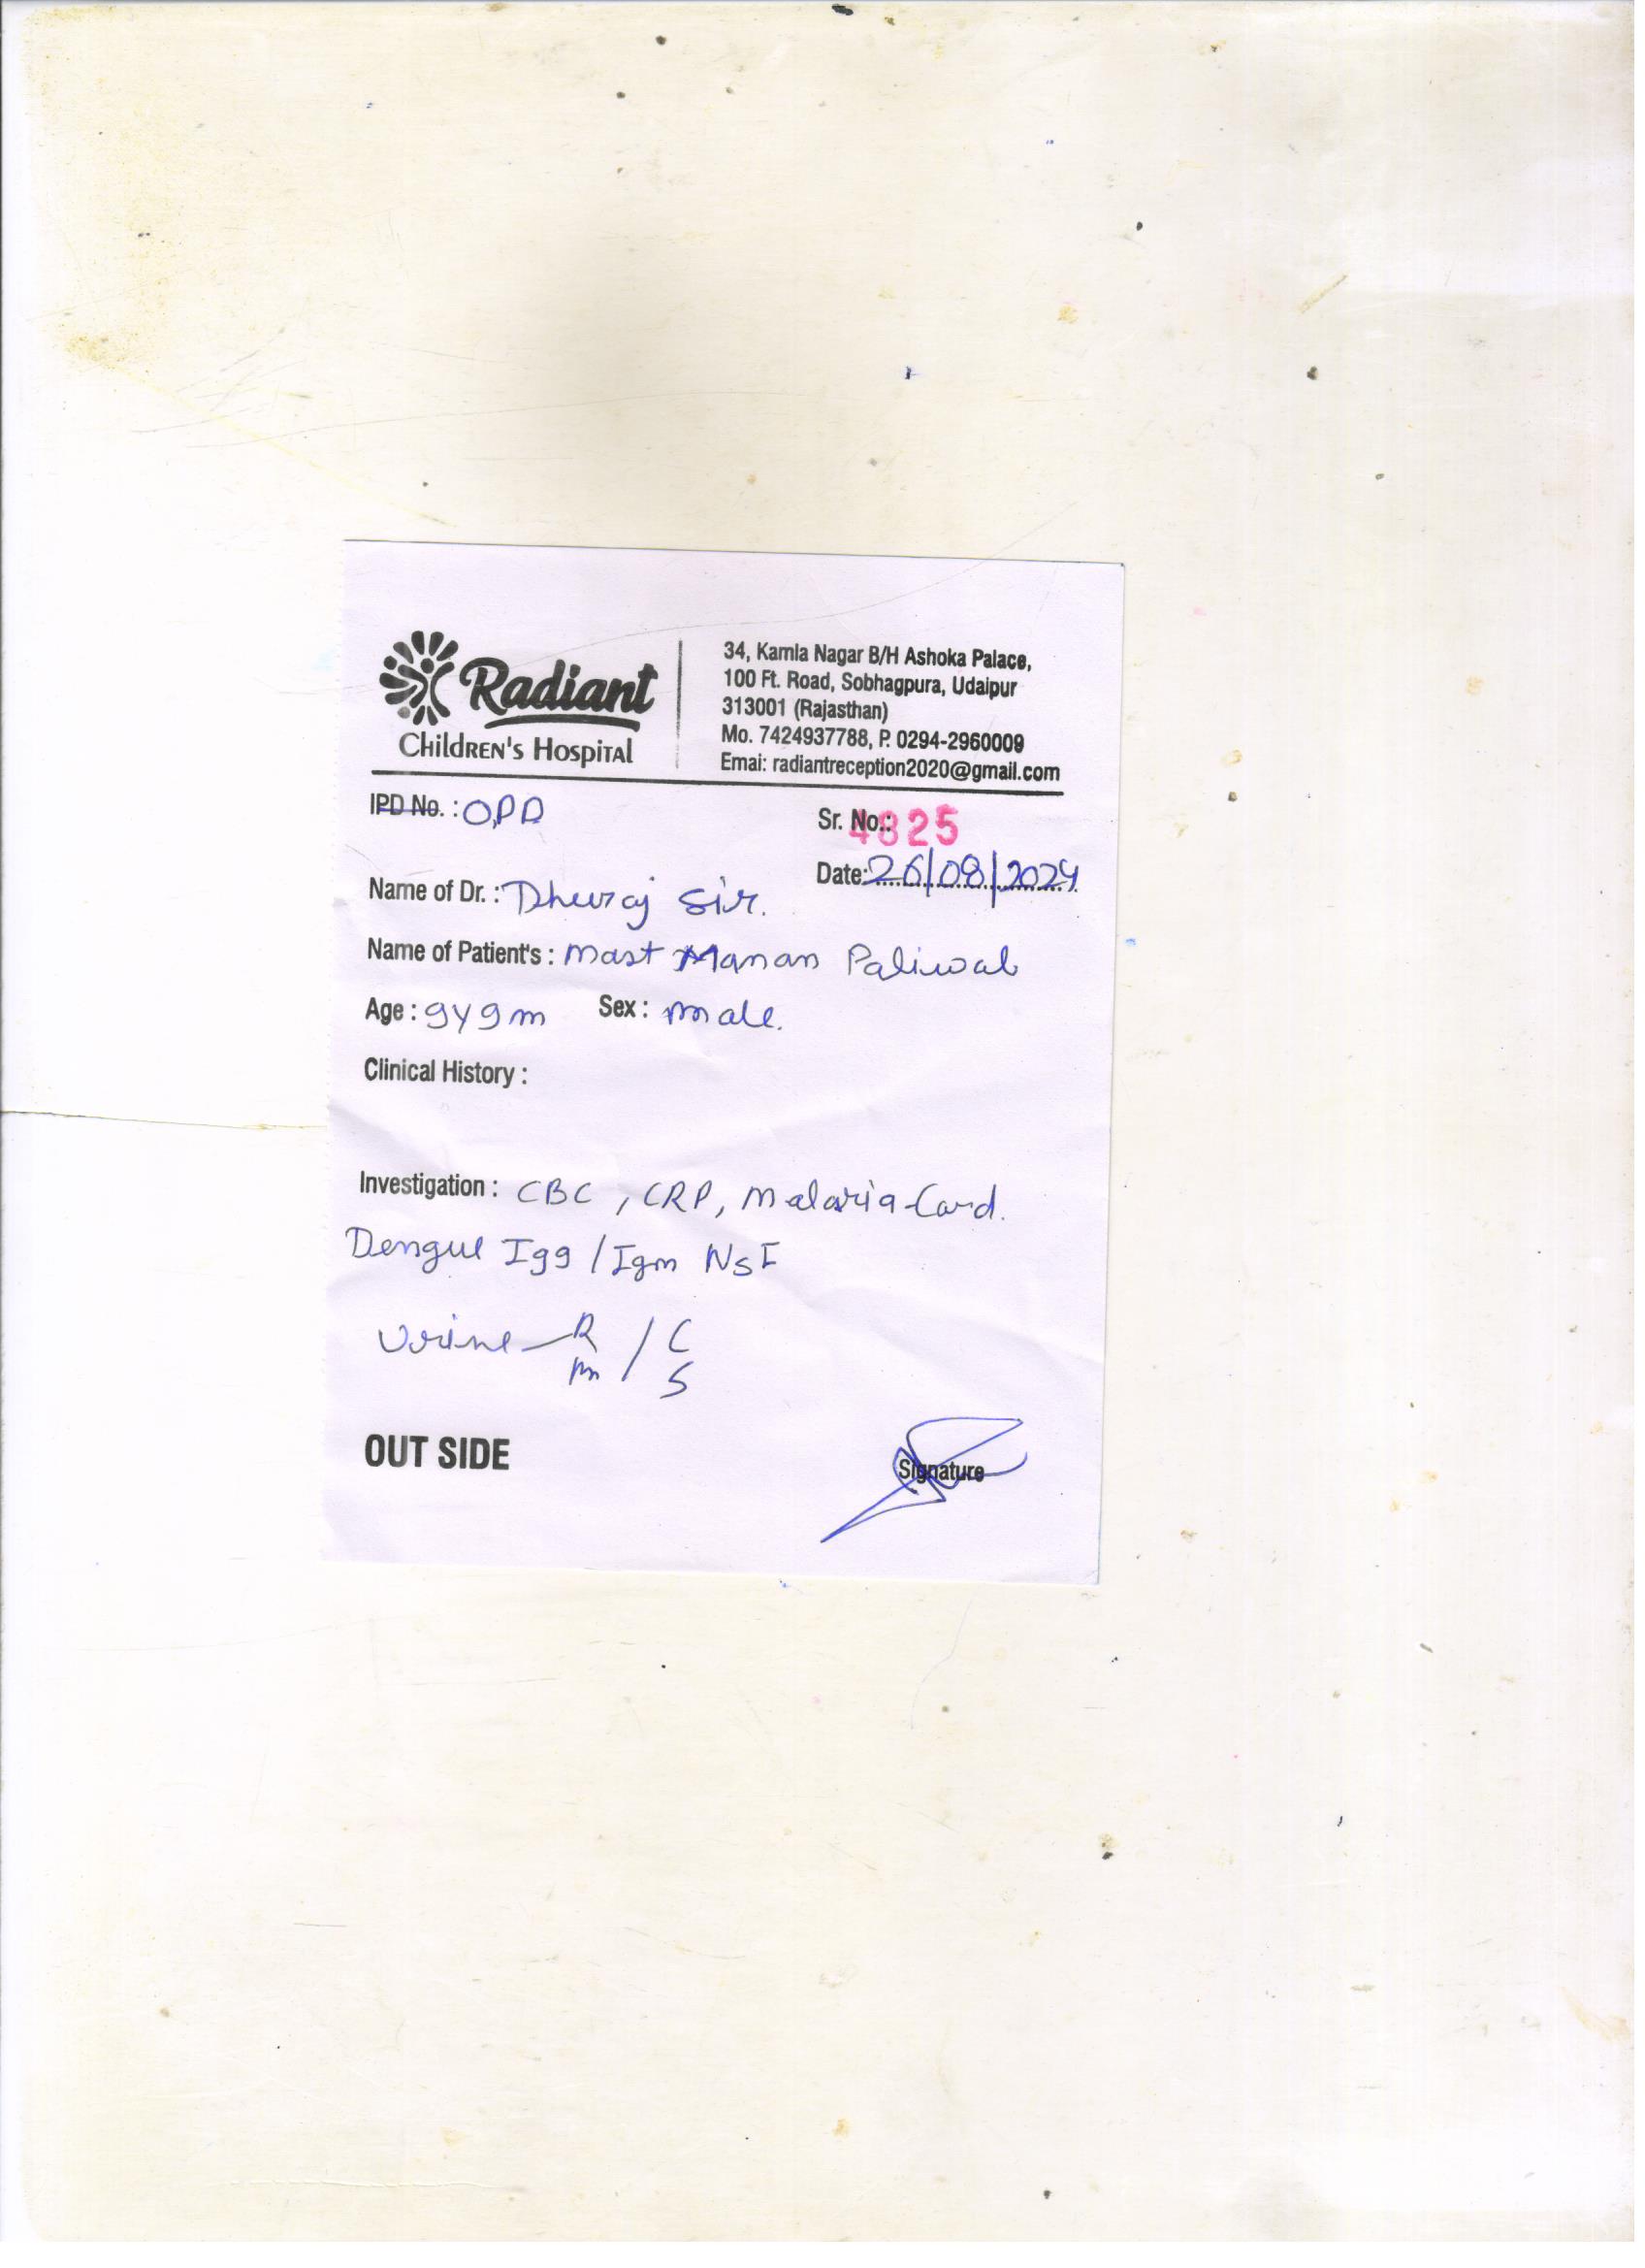 Radiant
Children's Hospital
34, Kamla Nagar B/H Ashoka Palace,
100 Ft. Road, Sobhagpura, Udaipur
313001 (Rajasthan)
Mo. 7424937788, P. 0294-2960009
Emai: radiantreception2020@gmail.com
IPD No. : OPD
Sr. No.: 4825
Date: 26/08/2024
Name of Dr. : Dheeraj Sir.
Name of Patient's : Mast Manan Paliwal
Age : 9y9m Sex : male.
Clinical History :
Investigation : CBC, CRP, Malaria Card.
Dengue Igg / Igm NsI
Urine R / C
m S
OUT SIDE
Signature